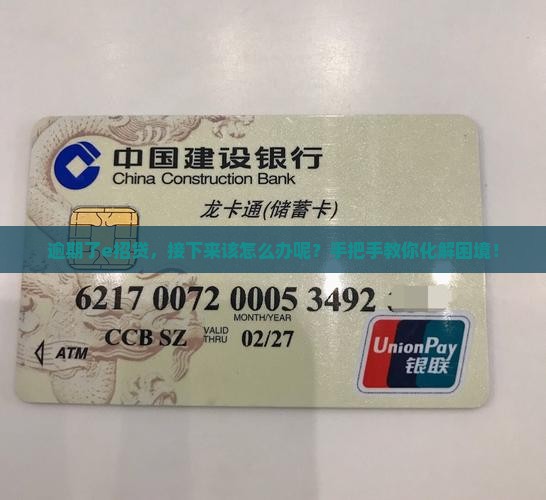 中国建设银行
China Construction Bank
龙卡通(储蓄卡)
逾期了e招贷，接下来该怎么办呢？手把手教你化解困境！
6217 0072 0005 3492
MONTH/YEAR
CCB SZ VALID THRU 02/27
ATM
UnionPay
银联